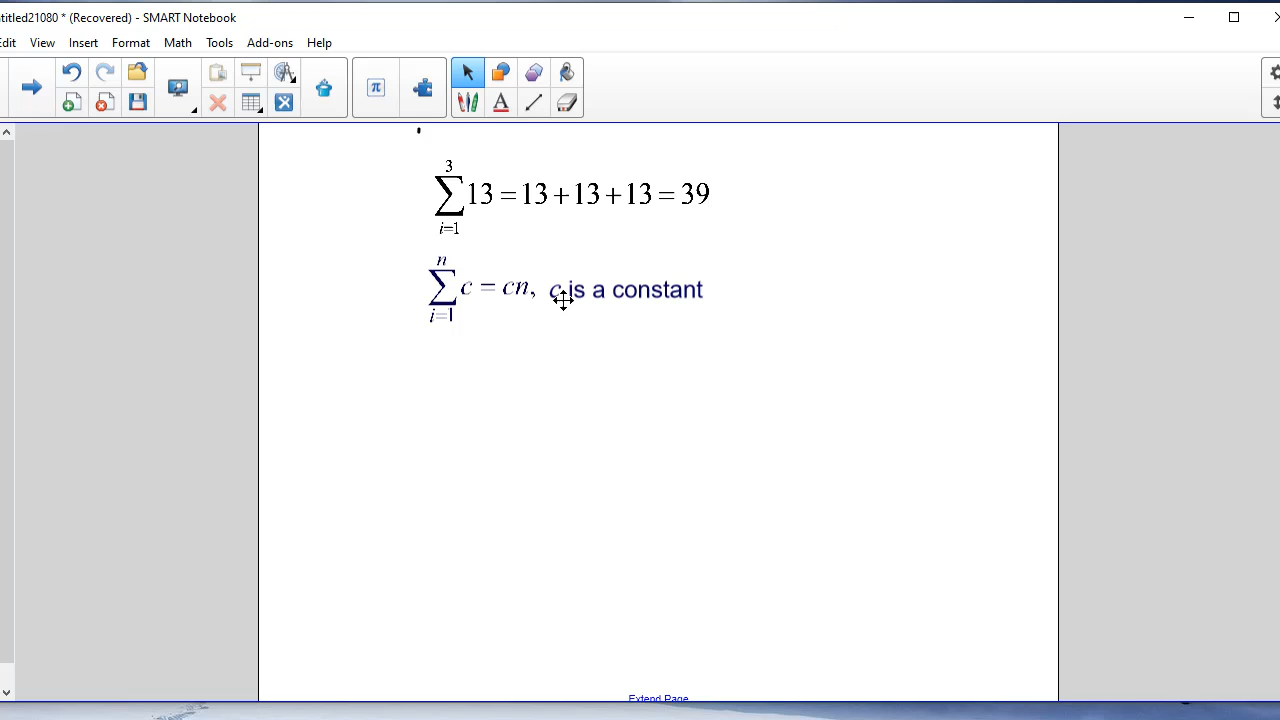 ntitled21080 * (Recovered) - SMART Notebook
Edit View Insert Format Math Tools Add-ons Help
3
∑ 13 = 13 + 13 + 13 = 39
i=1
n
∑ c = cn, c is a constant
i=1
Extend Page